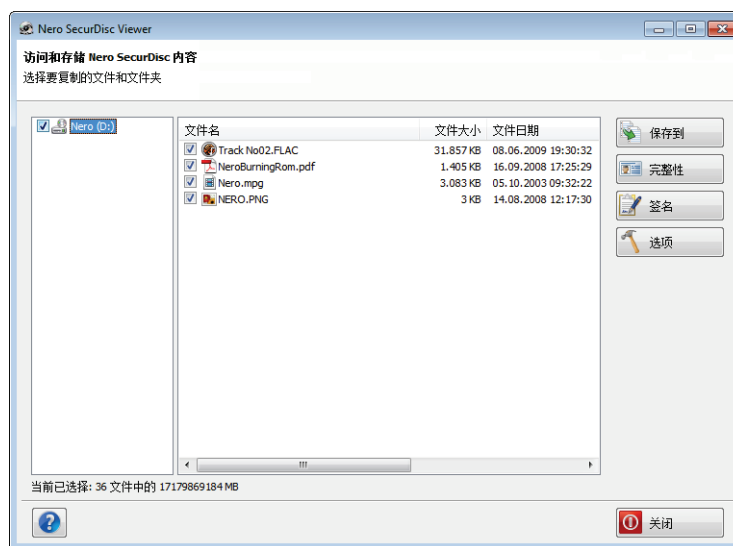 Nero SecurDisc Viewer
访问和存储 Nero SecurDisc 内容
选择要复制的文件和文件夹
Nero (D:)
文件名 文件大小 文件日期
Track No02.FLAC 31.857 KB 08.06.2009 19:30:32
NeroBurningRom.pdf 1.405 KB 16.09.2008 17:25:29
Nero.mpg 3.083 KB 05.10.2003 09:32:22
NERO.PNG 3 KB 14.08.2008 12:17:30
保存到
完整性
签名
选项
当前已选择: 36 文件中的 17179869184 MB
关闭